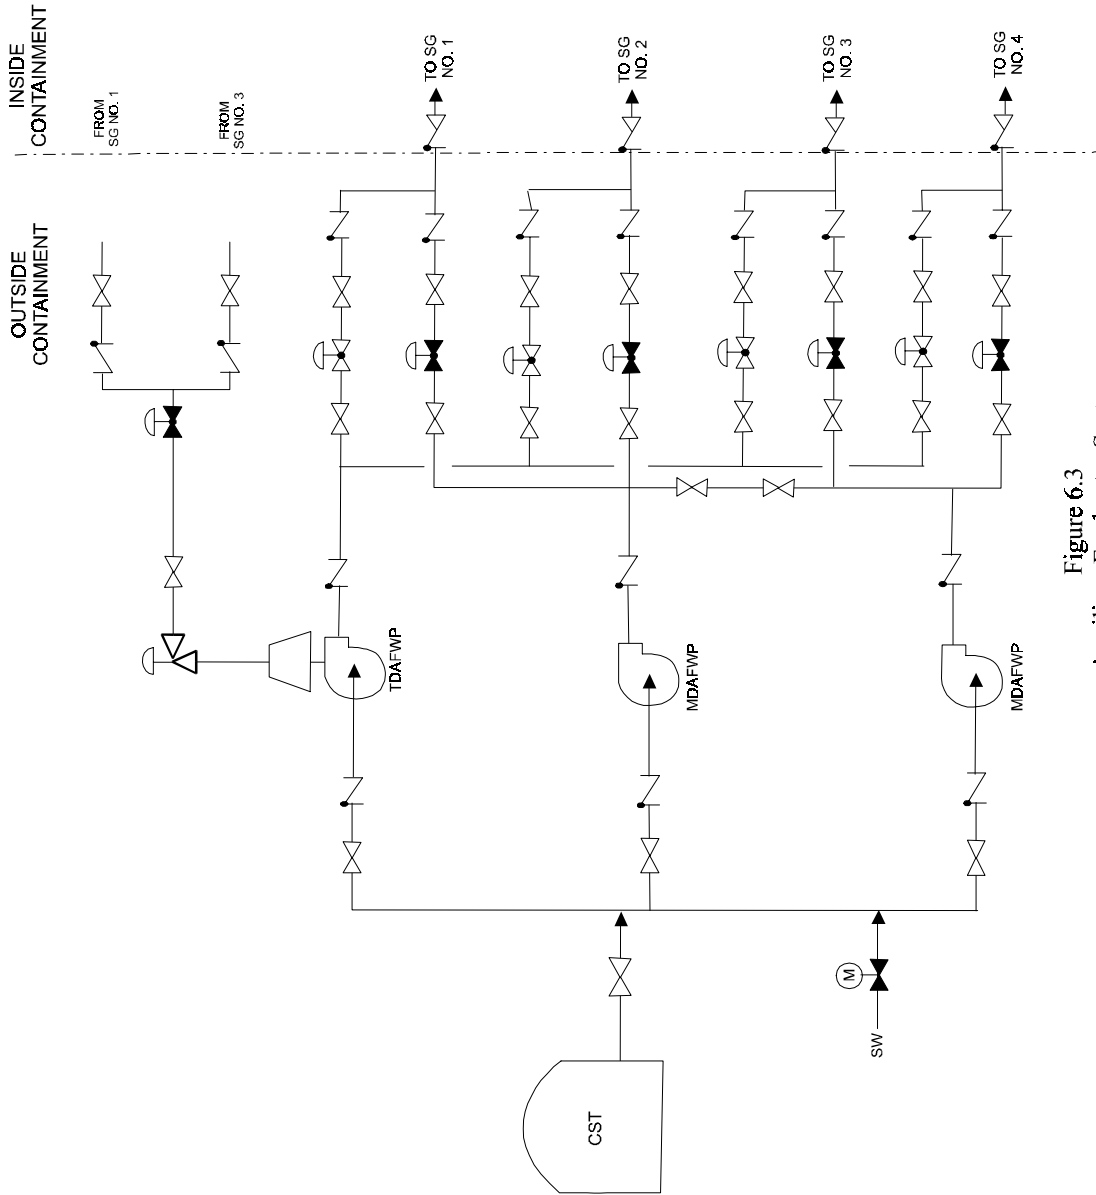 INSIDE
CONTAINMENT
FROM
SG NO. 1
FROM
SG NO. 3
TO SG
NO. 1
TO SG
NO. 2
TO SG
NO. 3
TO SG
NO. 4
OUTSIDE
CONTAINMENT
TDAFWP
MDAFWP
MDAFWP
M
SW
CST
Figure 6.3